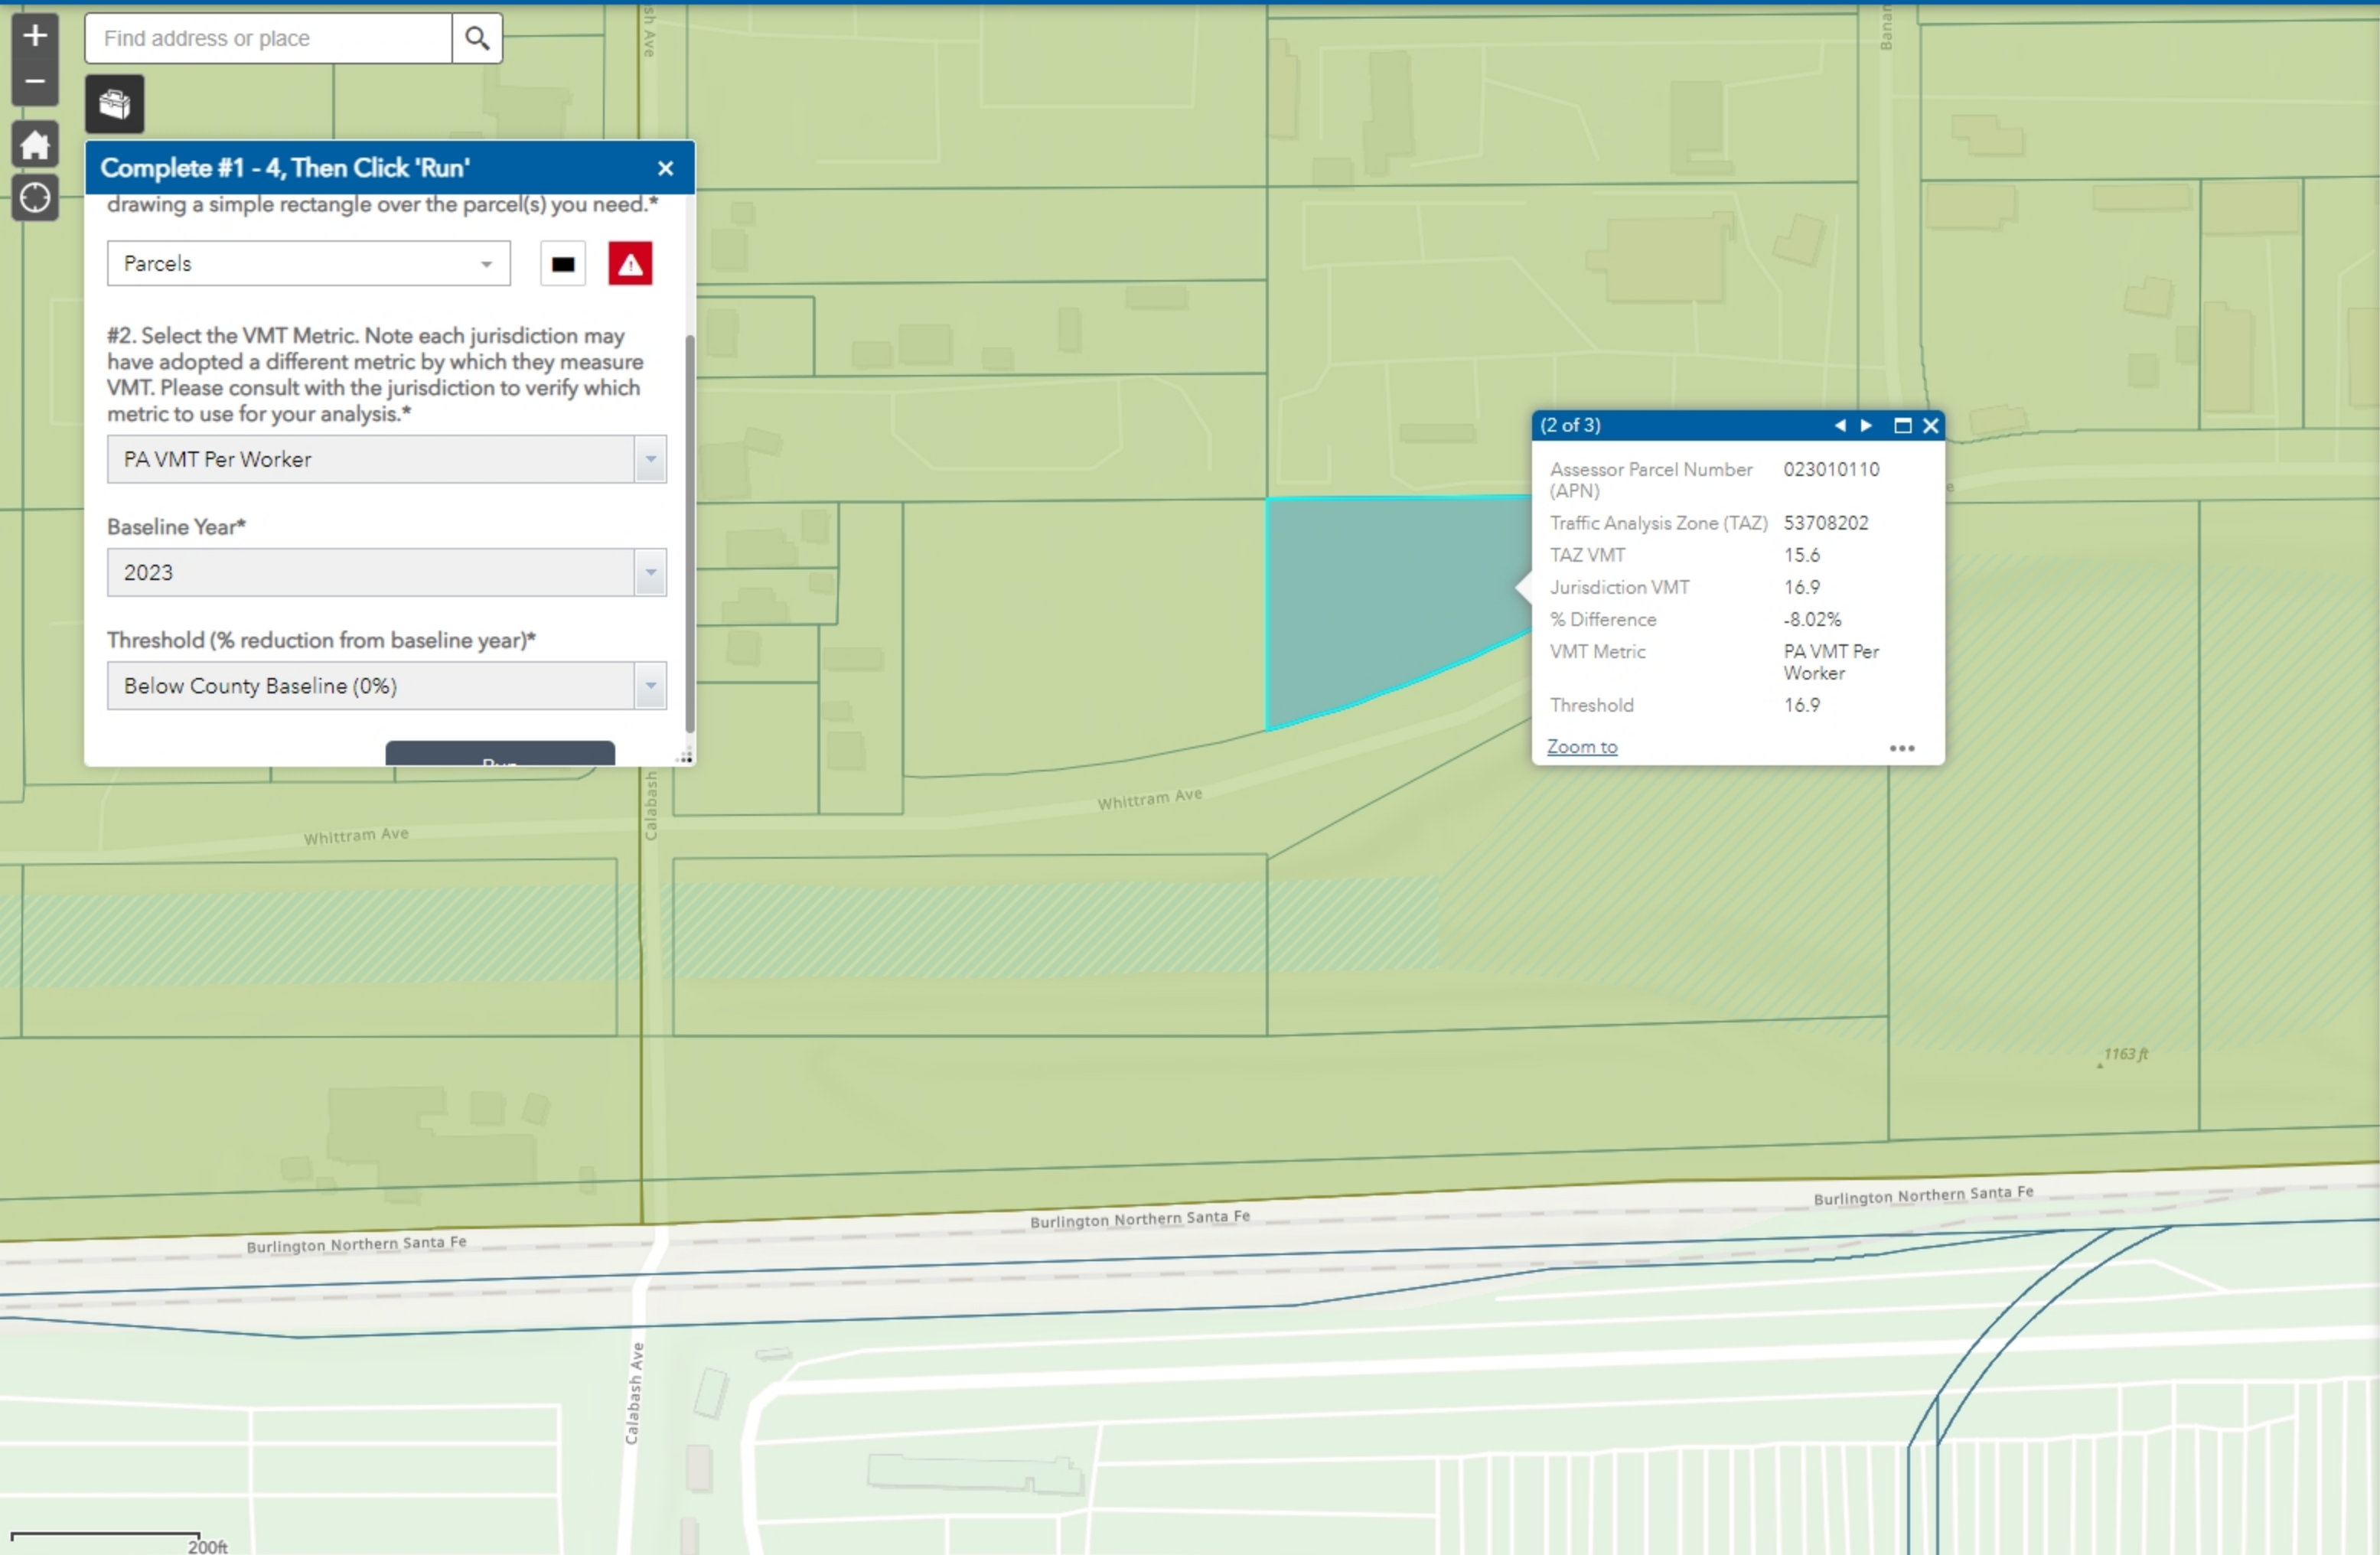 +
Find address or place
−
Complete #1 - 4, Then Click 'Run'
drawing a simple rectangle over the parcel(s) you need.*
Parcels
#2. Select the VMT Metric. Note each jurisdiction may
have adopted a different metric by which they measure
VMT. Please consult with the jurisdiction to verify which
metric to use for your analysis.*
PA VMT Per Worker
Baseline Year*
2023
Threshold (% reduction from baseline year)*
Below County Baseline (0%)
Run
sh Ave
Banan
(2 of 3)
Assessor Parcel Number
(APN)
023010110
Traffic Analysis Zone (TAZ) 53708202
TAZ VMT 15.6
Jurisdiction VMT 16.9
% Difference -8.02%
VMT Metric PA VMT Per
Worker
Threshold 16.9
Zoom to
e
Whittram Ave
Whittram Ave
Calabash
1163 ft
Burlington Northern Santa Fe
Burlington Northern Santa Fe
Burlington Northern Santa Fe
Calabash Ave
200ft